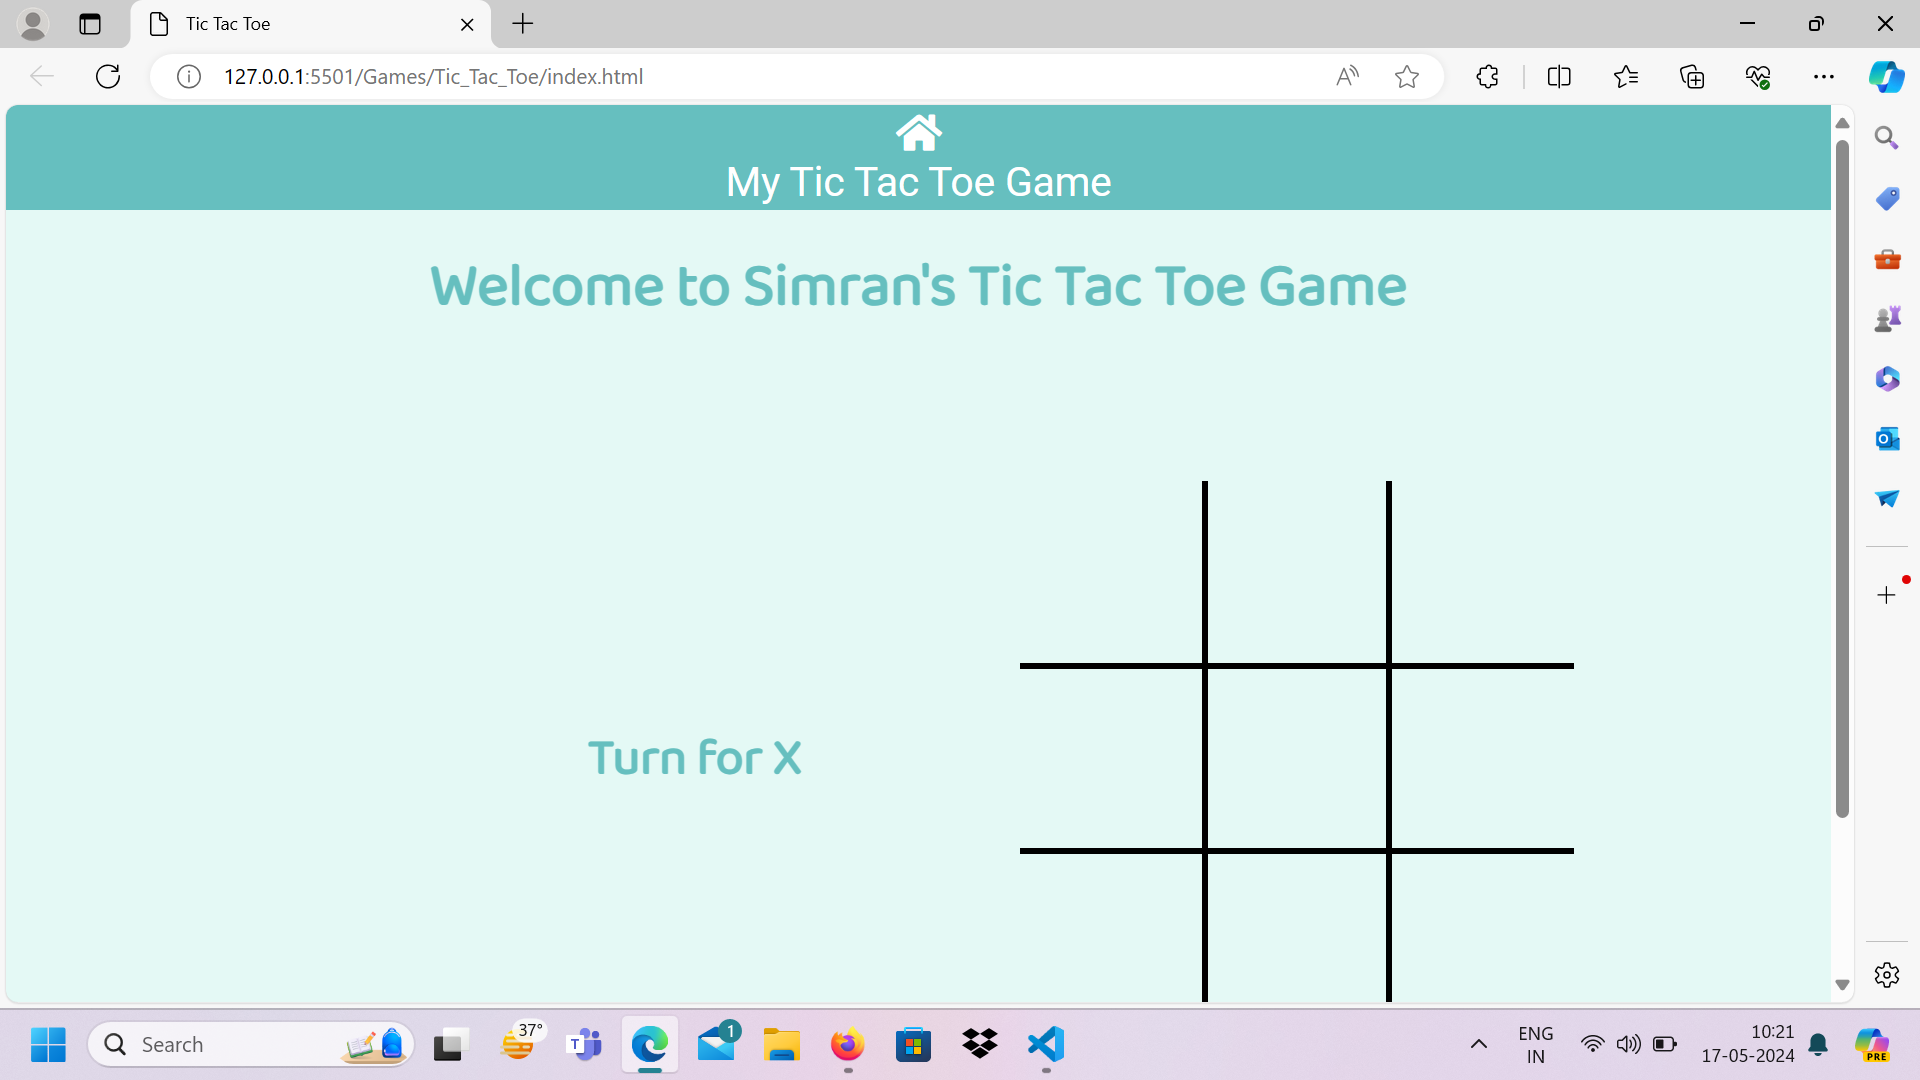 Tic Tac Toe
127.0.0.1:5501/Games/Tic_Tac_Toe/index.html
My Tic Tac Toe Game
Welcome to Simran's Tic Tac Toe Game
Turn for X
Search
37°
1
ENG
IN
10:21
17-05-2024
PRE